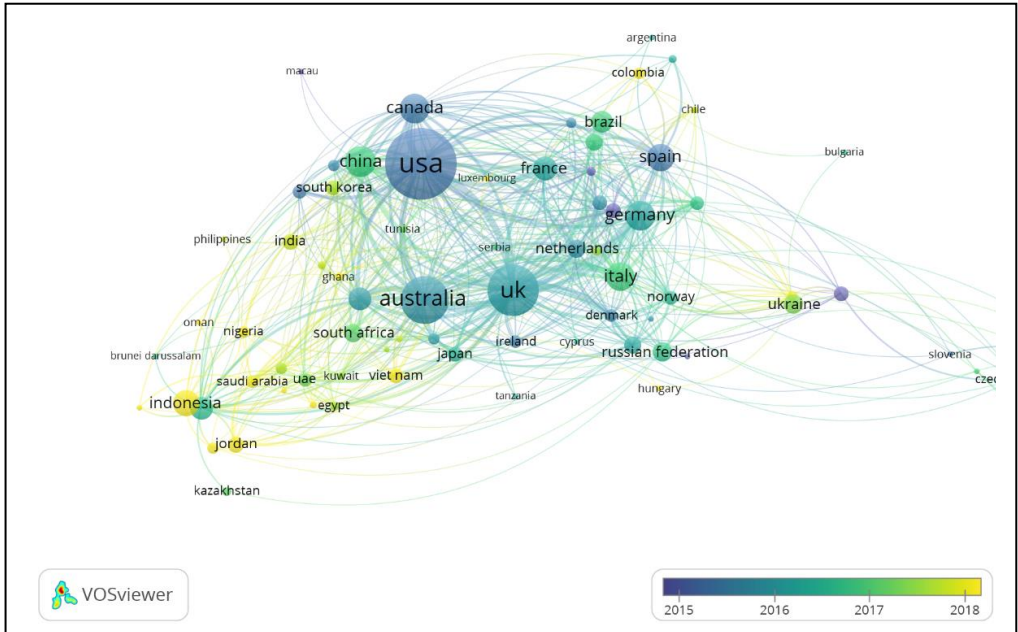 argentina
macau
colombia
canada
chile
brazil
bulgaria
china
usa
france
spain
luxembourg
south korea
germany
tunisia
philippines
india
serbia
netherlands
ghana
italy
australia
uk
norway
ukraine
oman
nigeria
south africa
denmark
ireland
cyprus
brunei darussalam
japan
russian federation
slovenia
saudi arabia
uae
kuwait
viet nam
czec
hungary
tanzania
indonesia
egypt
jordan
kazakhstan
VOSviewer
2015 2016 2017 2018